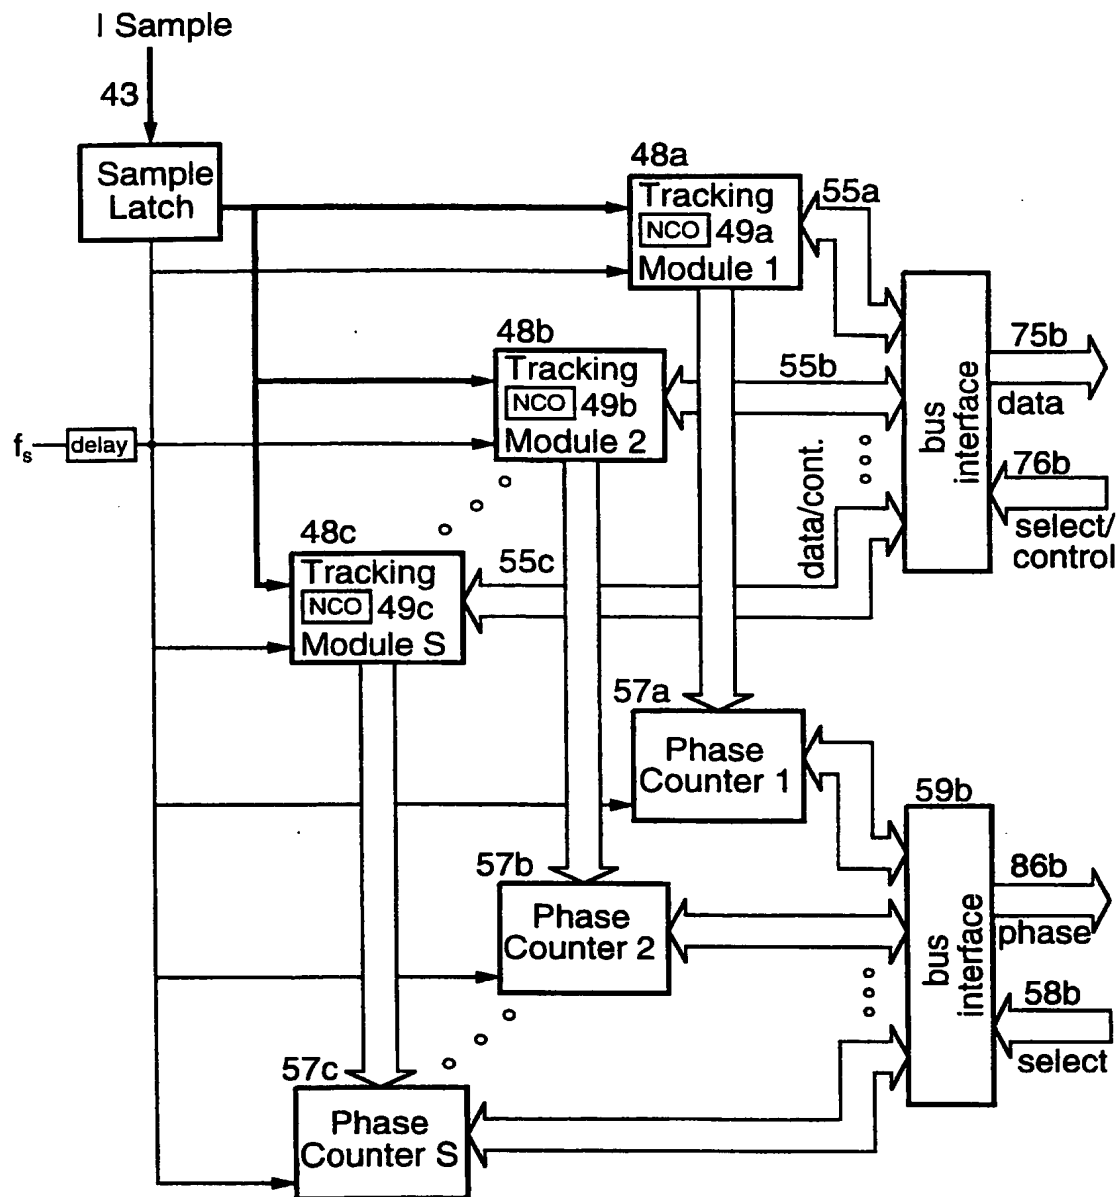 I Sample
43
Sample
Latch
48a
Tracking
NCO 49a
Module 1
55a
48b
Tracking
NCO 49b
Module 2
55b
fs
delay
75b
data
bus
interface
76b
select/
control
data/cont.
48c
Tracking
NCO 49c
Module S
55c
57a
Phase
Counter 1
57b
Phase
Counter 2
59b
86b
phase
bus
interface
58b
select
57c
Phase
Counter S